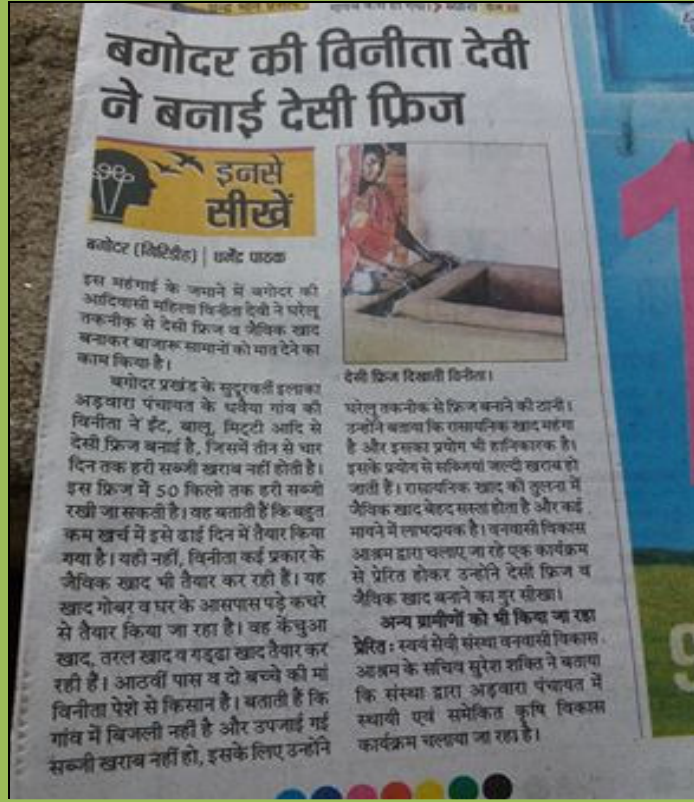 बगोदर की विनीता देवी
ने बनाई देसी फ्रिज
इनसे
सीखें
बगोदर (गिरिडीह) | धर्मेंद्र पाठक
इस महंगाई के जमाने में बगोदर की
आदिवासी महिला विनीता देवी ने घरेलू
तकनीक से देसी फ्रिज व जैविक खाद
बनाकर बाजारू सामानों को मात देने का
काम किया है।
बगोदर प्रखंड के सुदूरवर्ती इलाका
अड़वारा पंचायत के धवैया गांव की
विनीता ने ईंट, बालू, मिट्टी आदि से
देसी फ्रिज बनाई है, जिसमें तीन से चार
दिन तक हरी सब्जी खराब नहीं होती है।
इस फ्रिज में 50 किलो तक हरी सब्जी
रखी जा सकती है। वह बताती हैं कि बहुत
कम खर्च में इसे ढाई दिन में तैयार किया
गया है। यही नहीं, विनीता कई प्रकार के
जैविक खाद भी तैयार कर रही हैं। यह
खाद गोबर व घर के आसपास पड़े कचरे
से तैयार किया जा रहा है। वह केंचुआ
खाद, तरल खाद व गड्ढा खाद तैयार कर
रही हैं। आठवीं पास व दो बच्चे की मां
विनीता पेशे से किसान है। बताती हैं कि
गांव में बिजली नहीं है और उपजाई गई
सब्जी खराब नहीं हो, इसके लिए उन्होंने
देसी फ्रिज दिखाती विनीता।
घरेलू तकनीक से फ्रिज बनाने की ठानी।
उन्होंने बताया कि रासायनिक खाद महंगा
है और इसका प्रयोग भी हानिकारक है।
इसके प्रयोग से सब्जियां जल्दी खराब हो
जाती हैं। रासायनिक खाद की तुलना में
जैविक खाद बेहद सस्ता होता है और कई
मायने में लाभदायक है। वनवासी विकास
आश्रम द्वारा चलाए जा रहे एक कार्यक्रम
से प्रेरित होकर उन्होंने देसी फ्रिज व
जैविक खाद बनाने का गुर सीखा।
अन्य ग्रामीणों को भी किया जा रहा
प्रेरित : स्वयं सेवी संस्था वनवासी विकास
आश्रम के सचिव सुरेश शक्ति ने बताया
कि संस्था द्वारा अड़वारा पंचायत में
स्थायी एवं समेकित कृषि विकास
कार्यक्रम चलाया जा रहा है।